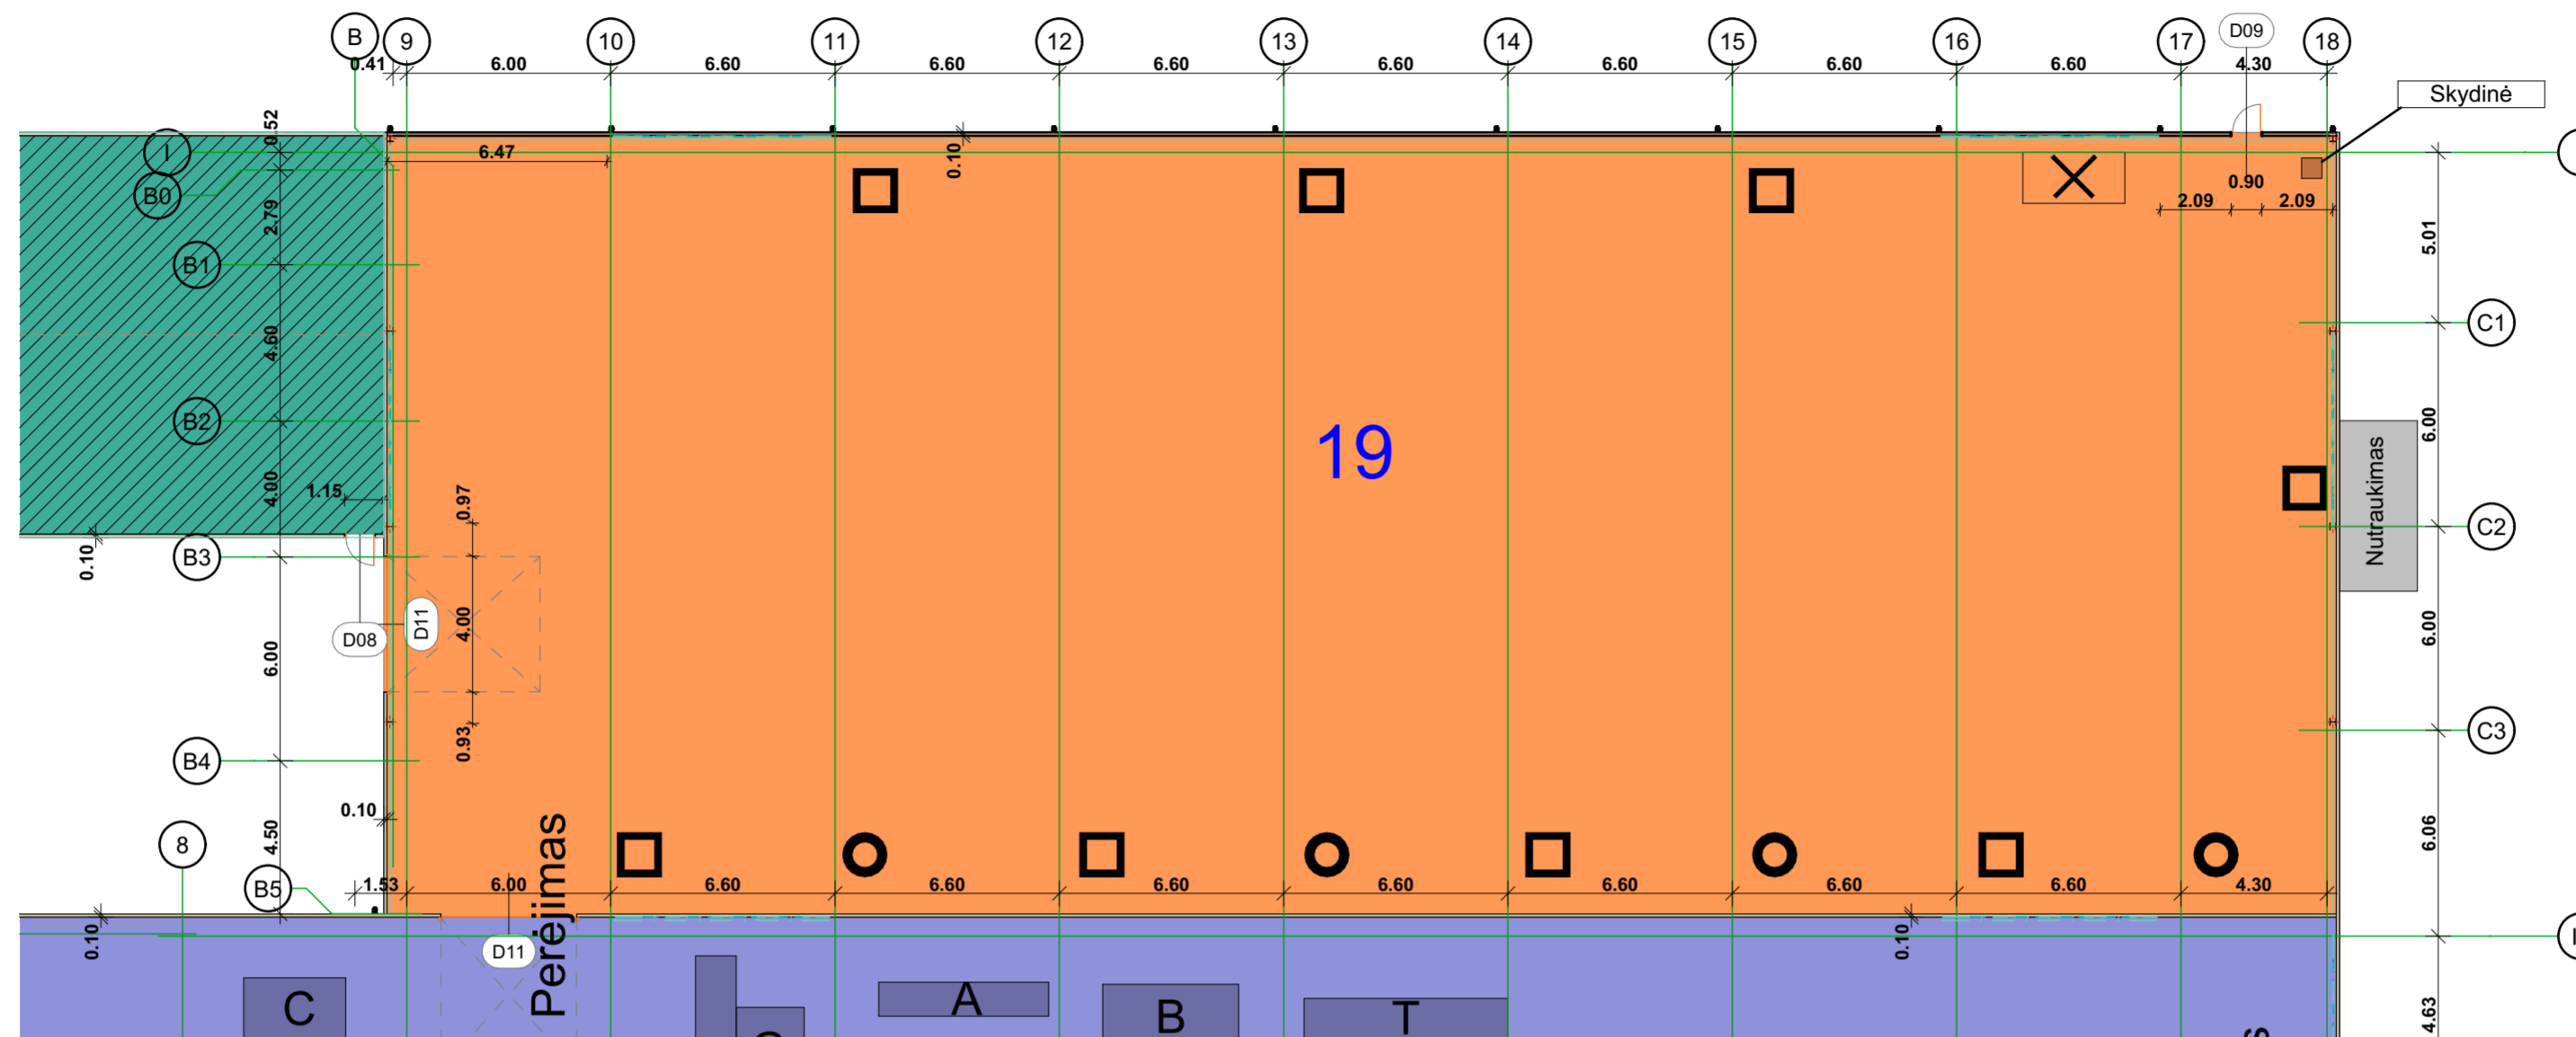 B
9
10
11
12
13
14
15
16
17
D09
18
0.41
6.00
6.60
6.60
6.60
6.60
6.60
6.60
6.60
4.30
Skydinė
0.52
I
6.47
0.10
B0
0.90
2.09
2.09
2.79
5.01
B1
C1
4.60
B2
19
6.00
Nutraukimas
1.15
4.00
0.97
C2
0.10
B3
D08
D11
4.00
6.00
6.00
0.93
C3
B4
0.10
8
4.50
Perėjimas
6.06
B5
1.53
6.00
6.60
6.60
6.60
6.60
6.60
6.60
6.60
4.30
0.10
D11
0.10
C
A
B
T
4.63